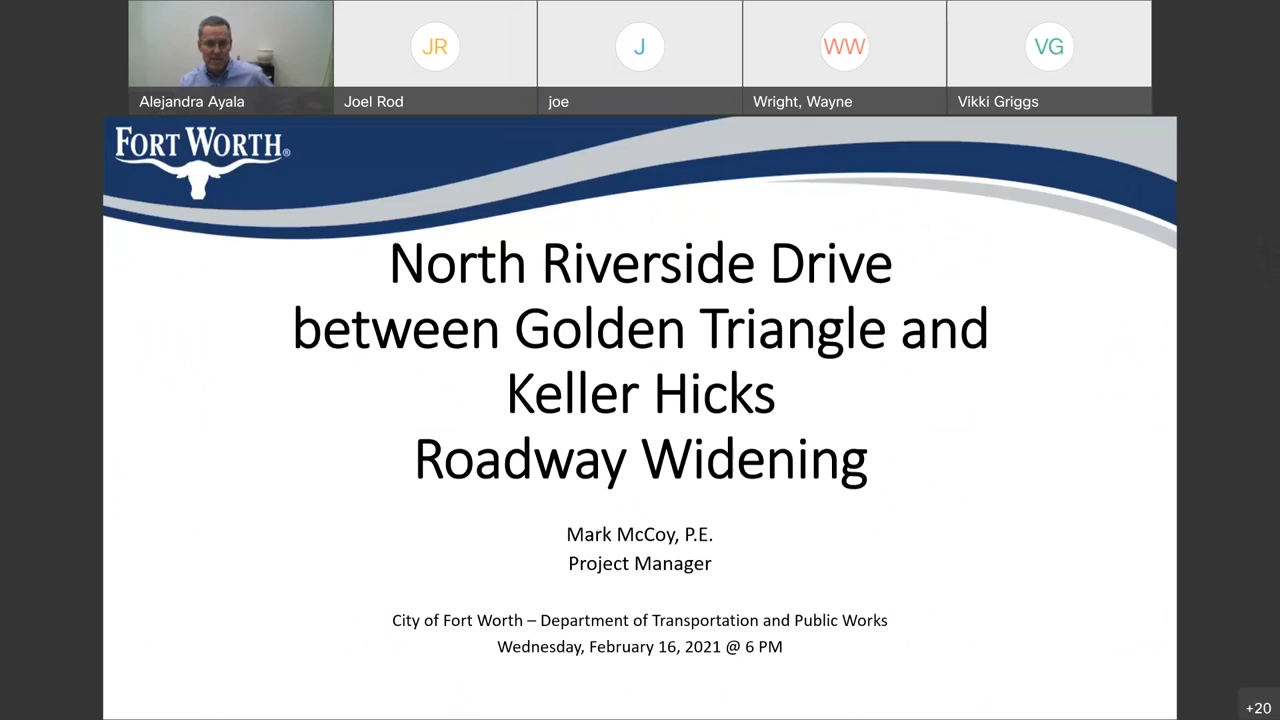 JR
J
WW
VG
Alejandra Ayala
Joel Rod
joe
Wright, Wayne
Vikki Griggs
FORT WORTH®
North Riverside Drive
between Golden Triangle and
Keller Hicks
Roadway Widening
Mark McCoy, P.E.
Project Manager
City of Fort Worth – Department of Transportation and Public Works
Wednesday, February 16, 2021 @ 6 PM
+20